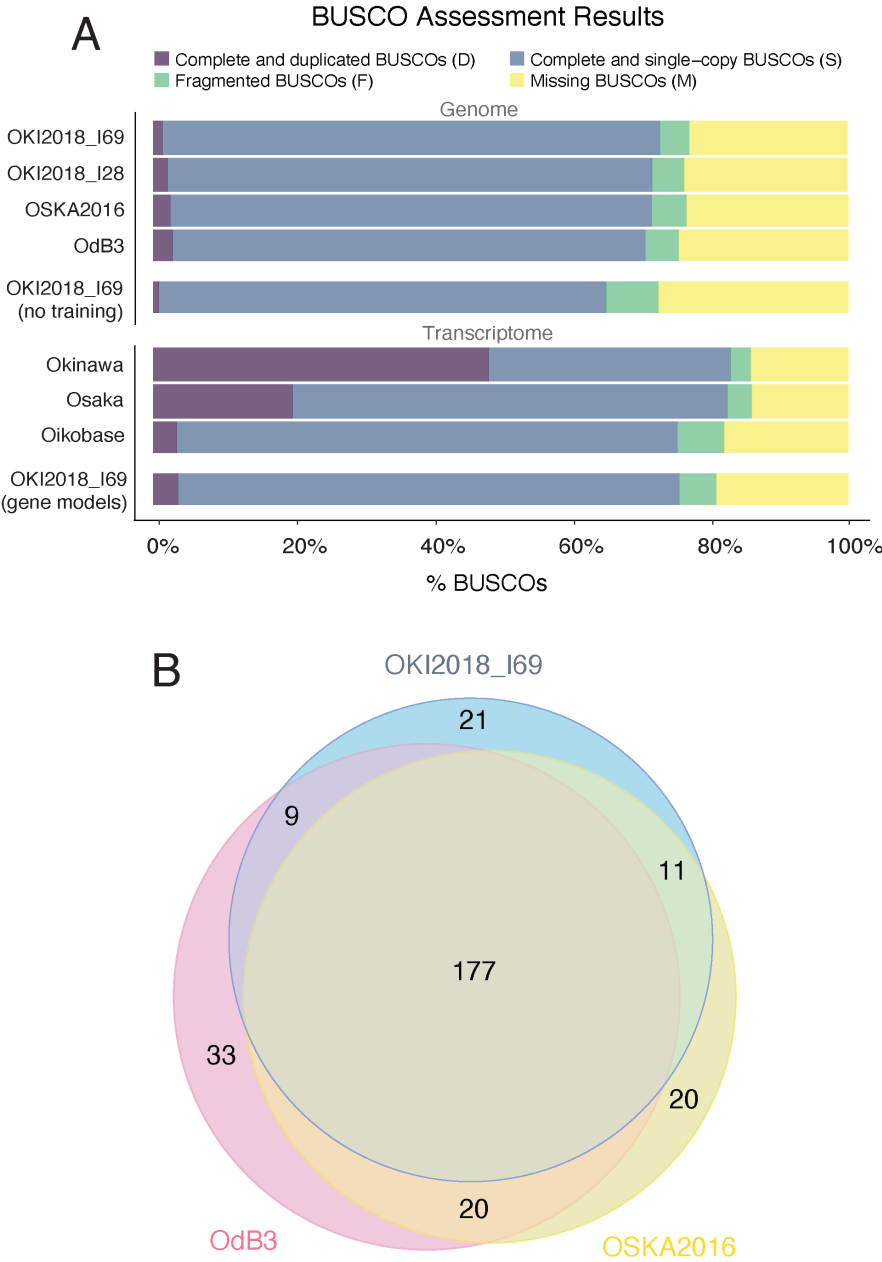 A
BUSCO Assessment Results
Complete and duplicated BUSCOs (D)
Complete and single−copy BUSCOs (S)
Fragmented BUSCOs (F)
Missing BUSCOs (M)
Genome
OKI2018_I69
OKI2018_I28
OSKA2016
OdB3
OKI2018_I69
(no training)
Transcriptome
Okinawa
Osaka
Oikobase
OKI2018_I69
(gene models)
0% 20% 40% 60% 80% 100%
% BUSCOs
B
OKI2018_I69
21
9
11
177
33
20
20
OdB3
OSKA2016